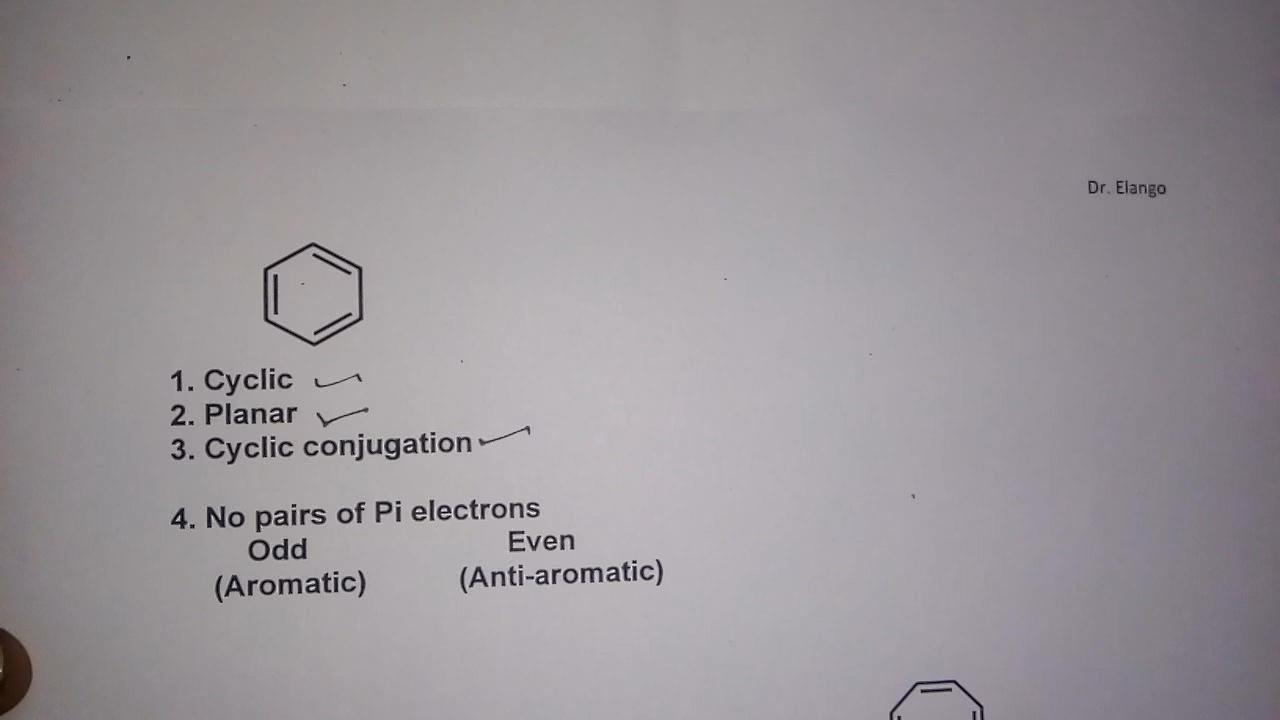 Dr. Elango
1. Cyclic
2. Planar
3. Cyclic conjugation
4. No pairs of Pi electrons
Odd Even
(Aromatic) (Anti-aromatic)